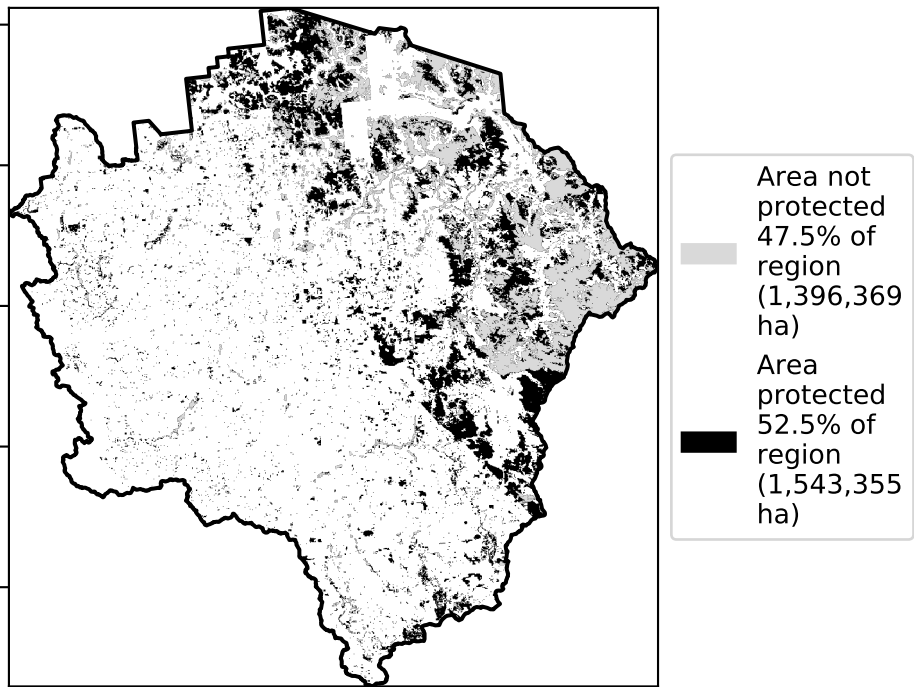 Area not
protected
47.5% of
region
(1,396,369
ha)
Area
protected
52.5% of
region
(1,543,355
ha)